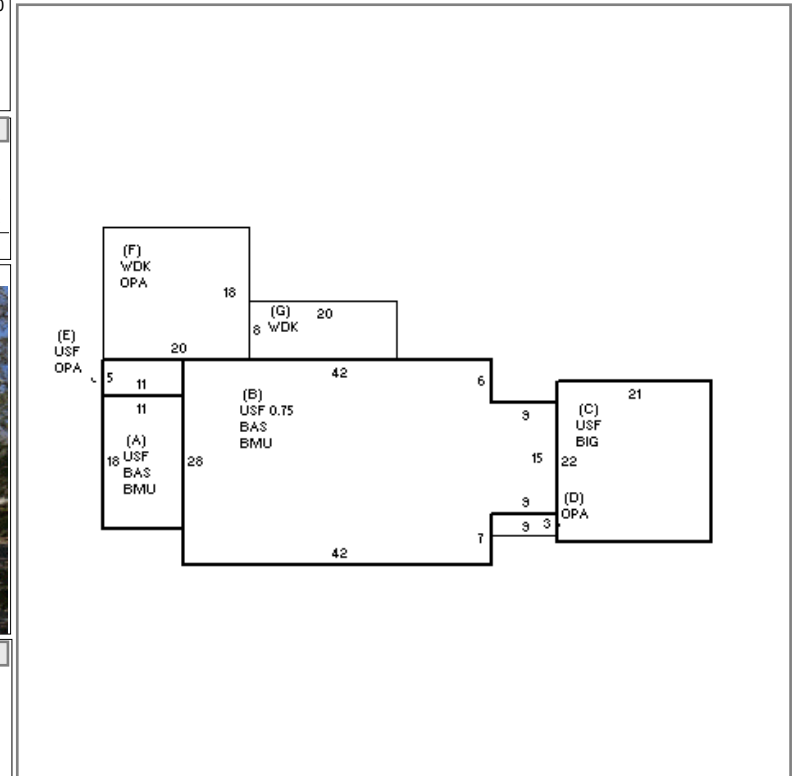 (F)
WDK
OPA
18
20
(G)
WDK
20
8
(E)
USF
OPA
5
11
11
(A)
USF
BAS
BMU
18
42
(B)
USF 0.75
BAS
BMU
28
6
9
15
9
9
3
7
42
21
(C)
USF
BIG
22
(D)
OPA